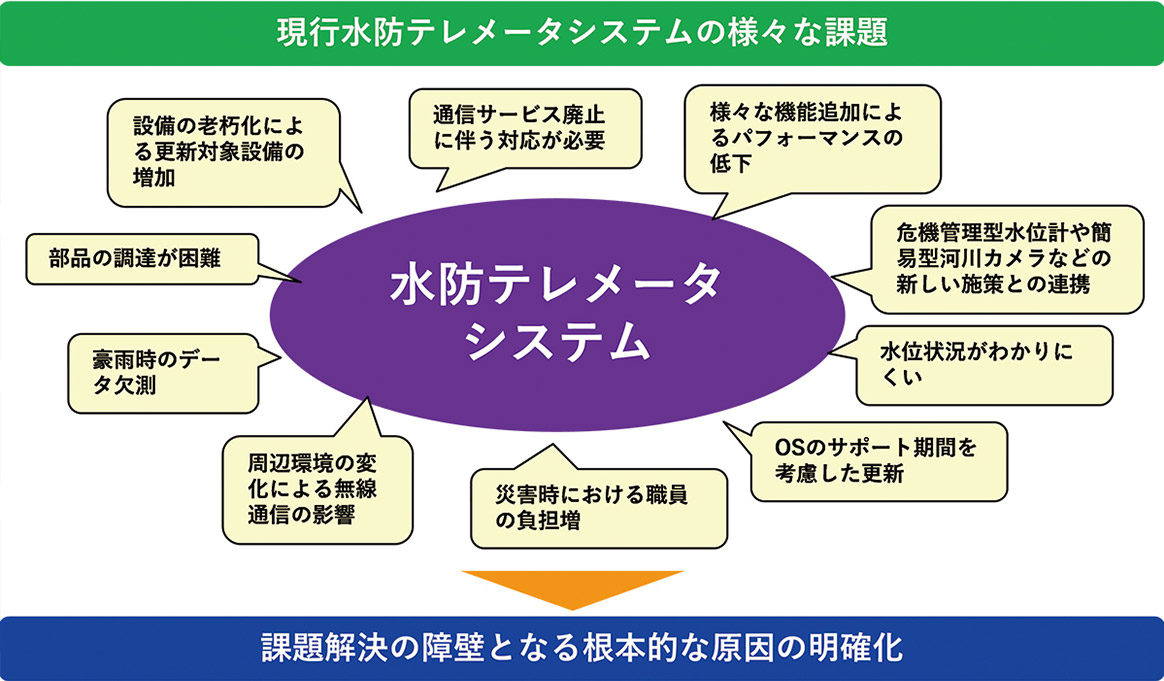 現行水防テレメータシステムの様々な課題
設備の老朽化によ
る更新対象設備の
増加
通信サービス廃止
に伴う対応が必要
様々な機能追加によ
るパフォーマンスの
低下
部品の調達が困難
危機管理型水位計や簡
易型河川カメラなどの
新しい施策との連携
水防テレメータ
システム
豪雨時のデー
タ欠測
水位状況がわかりに
くい
周辺環境の変
化による無線
通信の影響
災害時における職員
の負担増
OSのサポート期間を
考慮した更新
課題解決の障壁となる根本的な原因の明確化